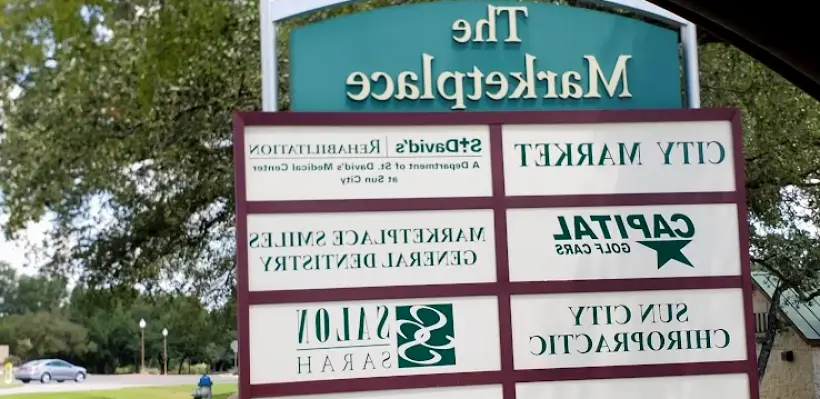 The
Marketplace
CITY MARKET
St. David's | REHABILITATION
A Department of St. David's Medical Center
at Sun City
CAPITAL
GOLF CARS
MARKETPLACE SMILES
GENERAL DENTISTRY
SUN CITY
CHIROPRACTIC
SALON
SARAH